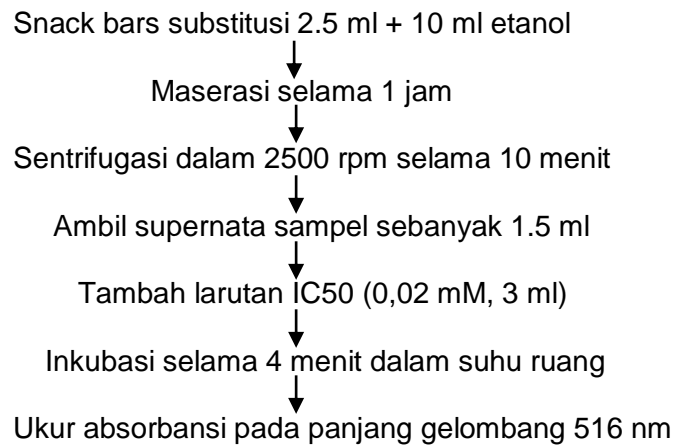 Snack bars substitusi 2.5 ml + 10 ml etanol
Maserasi selama 1 jam
Sentrifugasi dalam 2500 rpm selama 10 menit
Ambil supernata sampel sebanyak 1.5 ml
Tambah larutan IC50 (0,02 mM, 3 ml)
Inkubasi selama 4 menit dalam suhu ruang
Ukur absorbansi pada panjang gelombang 516 nm